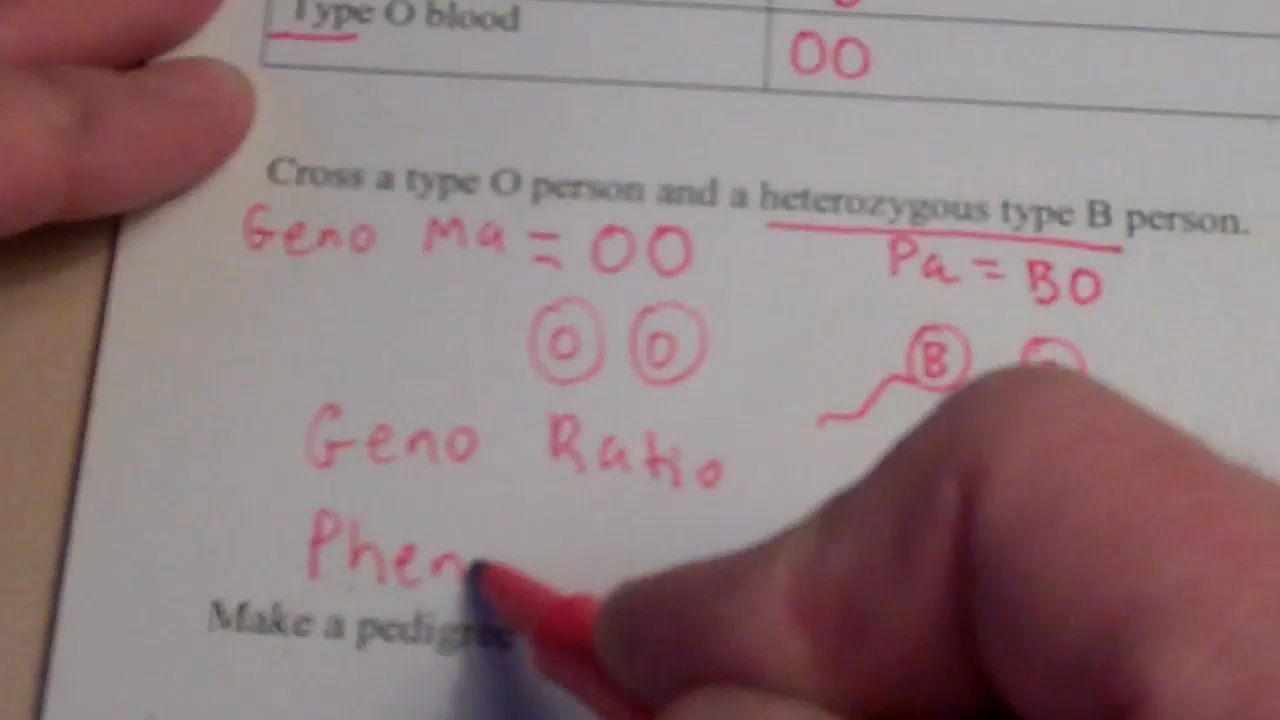 Type O blood
OO
Cross a type O person and a heterozygous type B person.
Geno Ma = OO
Pa = BO
O O
B
Geno Ratio
Phen
Make a pedigree